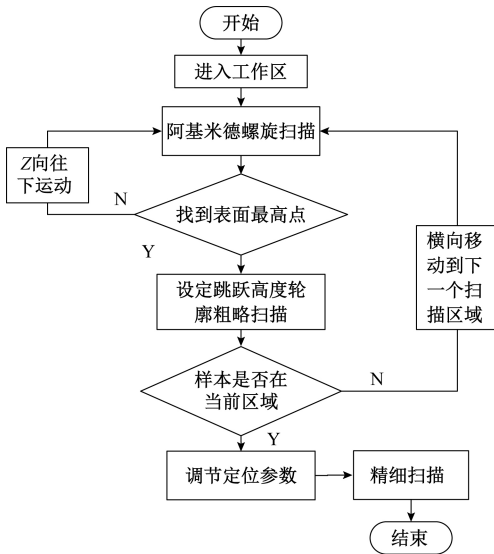 开始
进入工作区
阿基米德螺旋扫描
Z向往
下运动
N
找到表面最高点
Y
横向移
动到下
一个扫
描区域
设定跳跃高度轮
廓粗略扫描
样本是否在
当前区域
N
Y
调节定位参数
精细扫描
结束